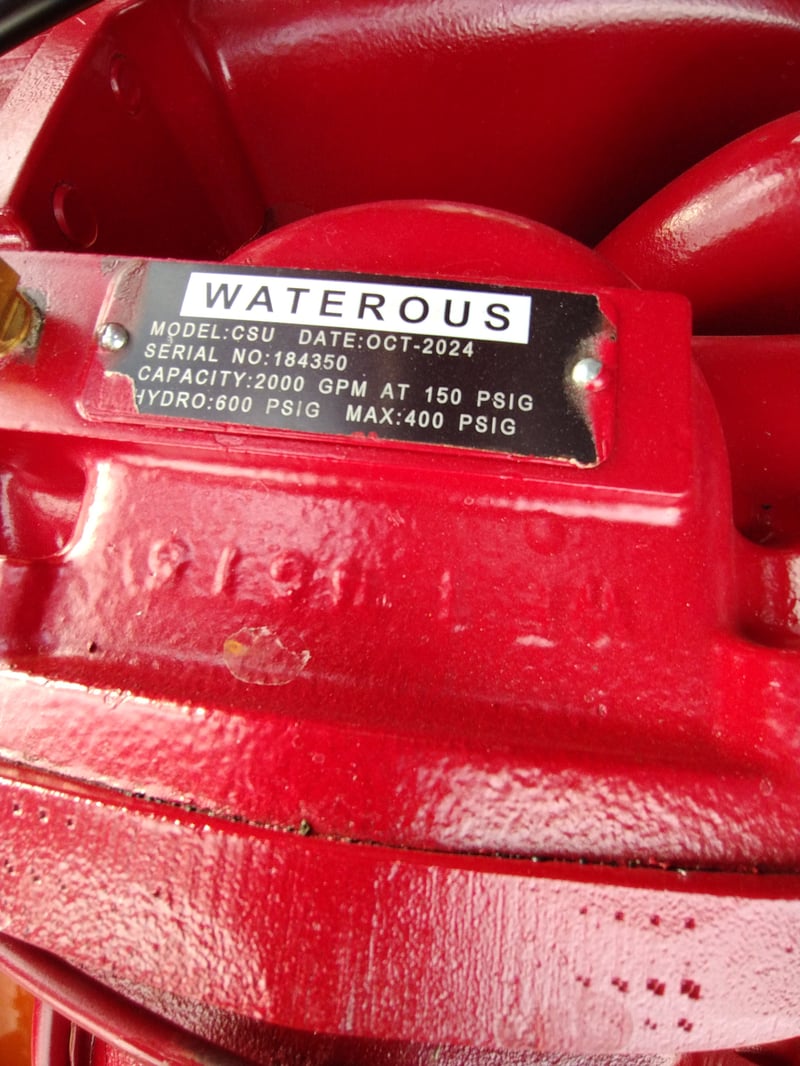 WATEROUS
MODEL:CSU DATE:OCT-2024
SERIAL NO:184350
CAPACITY:2000 GPM AT 150 PSIG
HYDRO:600 PSIG MAX:400 PSIG